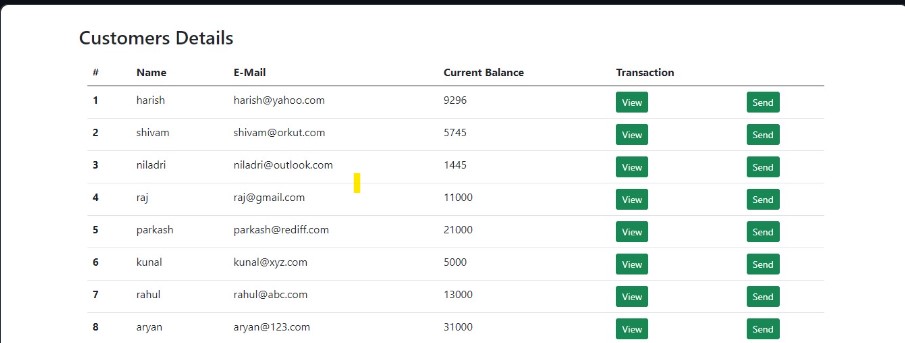 Customers Details
# Name E-Mail Current Balance Transaction
1 harish harish@yahoo.com 9296 View Send
2 shivam shivam@orkut.com 5745 View Send
3 niladri niladri@outlook.com 1445 View Send
4 raj raj@gmail.com 11000 View Send
5 parkash parkash@rediff.com 21000 View Send
6 kunal kunal@xyz.com 5000 View Send
7 rahul rahul@abc.com 13000 View Send
8 aryan aryan@123.com 31000 View Send